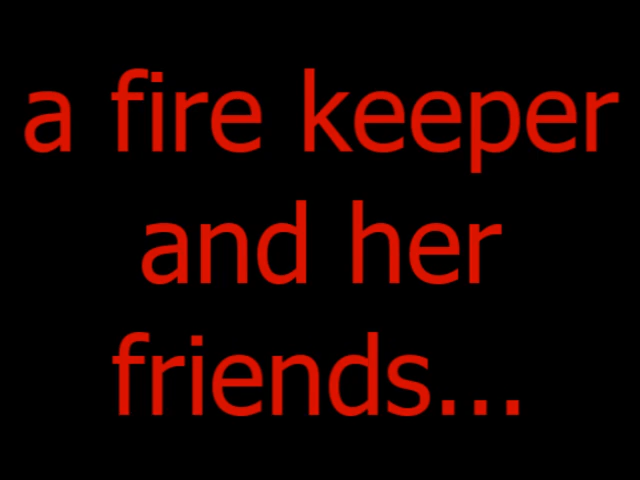 a fire keeper
and her
friends...